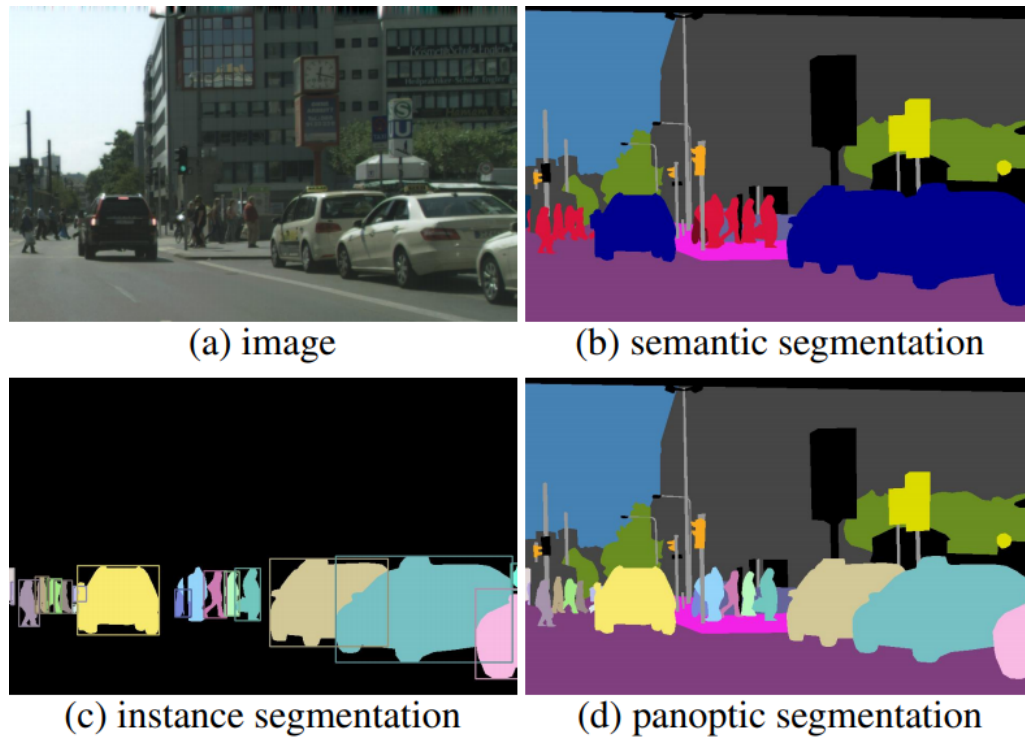 (a) image
(b) semantic segmentation
(c) instance segmentation
(d) panoptic segmentation
S
U